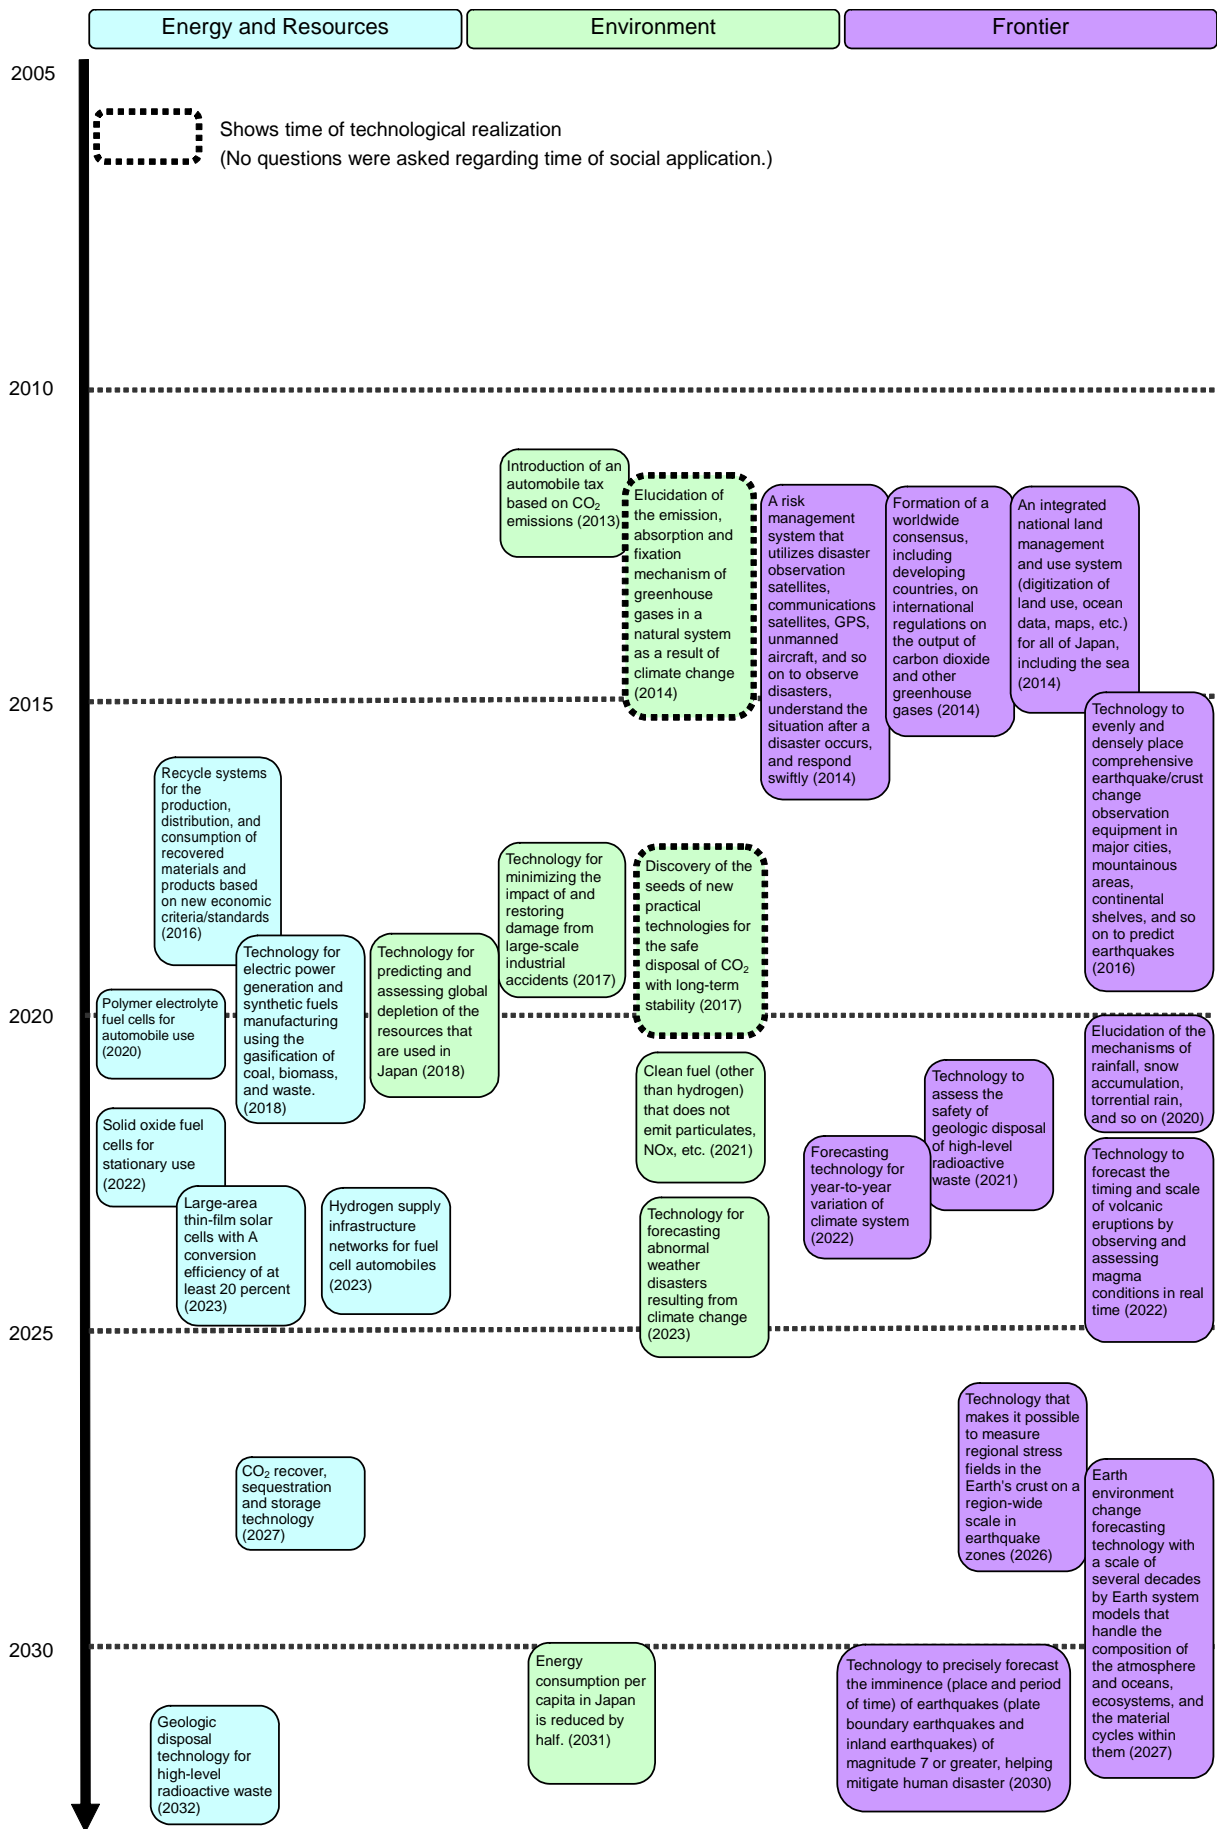 Energy and Resources
Environment
Frontier
2005
Shows time of technological realization
(No questions were asked regarding time of social application.)
2010
Introduction of an
automobile tax
based on CO2
emissions (2013)
Elucidation of
the emission,
absorption and
fixation
mechanism of
greenhouse
gases in a
natural system
as a result of
climate change
(2014)
A risk
management
system that
utilizes disaster
observation
satellites,
communications
satellites, GPS,
unmanned
aircraft, and so
on to observe
disasters,
understand the
situation after a
disaster occurs,
and respond
swiftly (2014)
Formation of a
worldwide
consensus,
including
developing
countries, on
international
regulations on
the output of
carbon dioxide
and other
greenhouse
gases (2014)
An integrated
national land
management
and use system
(digitization of
land use, ocean
data, maps, etc.)
for all of Japan,
including the sea
(2014)
2015
Technology to
evenly and
densely place
comprehensive
earthquake/crust
change
observation
equipment in
major cities,
mountainous
areas,
continental
shelves, and so
on to predict
earthquakes
(2016)
Recycle systems
for the
production,
distribution, and
consumption of
recovered
materials and
products based
on new economic
criteria/standards
(2016)
Technology for
minimizing the
impact of and
restoring
damage from
large-scale
industrial
accidents (2017)
Discovery of the
seeds of new
practical
technologies for
the safe
disposal of CO2
with long-term
stability (2017)
Technology for
electric power
generation and
synthetic fuels
manufacturing
using the
gasification of
coal, biomass,
and waste.
(2018)
Technology for
predicting and
assessing global
depletion of the
resources that
are used in
Japan (2018)
Polymer electrolyte
fuel cells for
automobile use
(2020)
2020
Elucidation of the
mechanisms of
rainfall, snow
accumulation,
torrential rain,
and so on (2020)
Clean fuel (other
than hydrogen)
that does not
emit particulates,
NOx, etc. (2021)
Technology to
assess the
safety of
geologic disposal
of high-level
radioactive
waste (2021)
Solid oxide fuel
cells for
stationary use
(2022)
Forecasting
technology for
year-to-year
variation of
climate system
(2022)
Technology to
forecast the
timing and scale
of volcanic
eruptions by
observing and
assessing
magma
conditions in real
time (2022)
Large-area
thin-film solar
cells with A
conversion
efficiency of at
least 20 percent
(2023)
Hydrogen supply
infrastructure
networks for fuel
cell automobiles
(2023)
Technology for
forecasting
abnormal
weather
disasters
resulting from
climate change
(2023)
2025
Technology that
makes it possible
to measure
regional stress
fields in the
Earth's crust on a
region-wide
scale in
earthquake
zones (2026)
CO2 recover,
sequestration
and storage
technology
(2027)
Earth
environment
change
forecasting
technology with
a scale of
several decades
by Earth system
models that
handle the
composition of
the atmosphere
and oceans,
ecosystems, and
the material
cycles within
them (2027)
2030
Energy
consumption per
capita in Japan
is reduced by
half. (2031)
Technology to precisely forecast
the imminence (place and period
of time) of earthquakes (plate
boundary earthquakes and
inland earthquakes) of
magnitude 7 or greater, helping
mitigate human disaster (2030)
Geologic
disposal
technology for
high-level
radioactive waste
(2032)